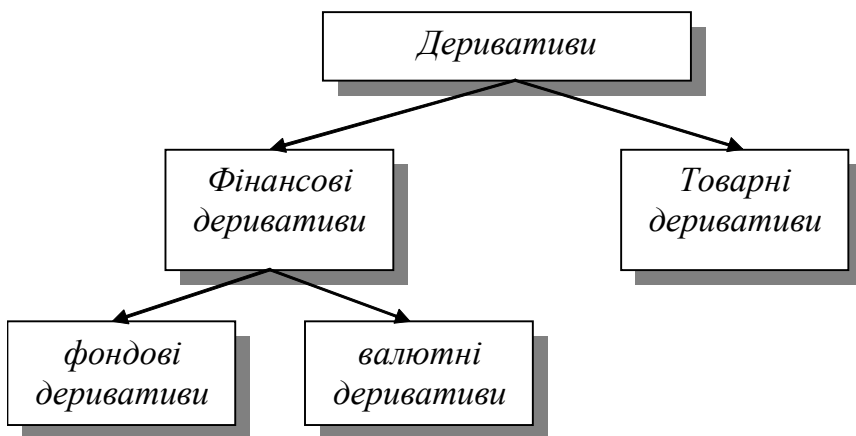 Деривативи
Фінансові
деривативи
Товарні
деривативи
фондові
деривативи
валютні
деривативи